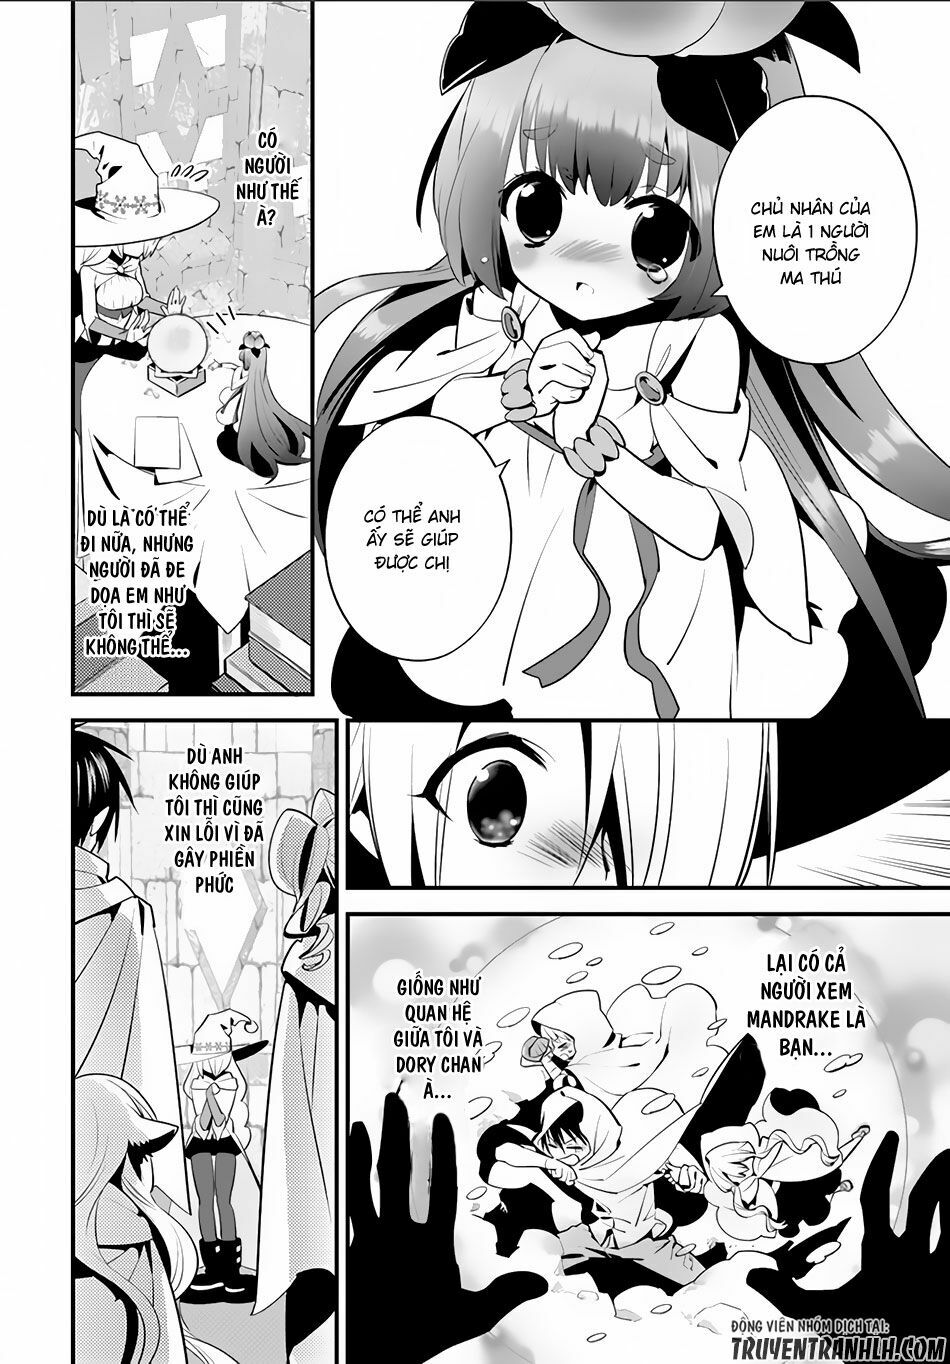 CHỦ NHÂN CỦA
EM LÀ 1 NGƯỜI
NUÔI TRỒNG
MA THÚ
CÓ THỂ ANH
ẤY SẼ GIÚP
ĐƯỢC CHỊ
CÓ
NGƯỜI
NHƯ THẾ
À?
DÙ LÀ CÓ THỂ
ĐI NỮA, NHƯNG
NGƯỜI ĐÃ ĐE
DỌA EM NHƯ
TÔI THÌ SẼ
KHÔNG THỂ...
LẠI CÓ CẢ
NGƯỜI XEM
MANDRAKE LÀ
BẠN...
GIỐNG NHƯ
QUAN HỆ
GIỮA TÔI VÀ
DORY CHAN
À...
DÙ ANH
KHÔNG GIÚP
TÔI THÌ CŨNG
XIN LỖI VÌ ĐÃ
GÂY PHIỀN
PHỨC
ĐỘNG VIÊN NHÓM DỊCH TẠI:
TRUYENTRANHLH.COM